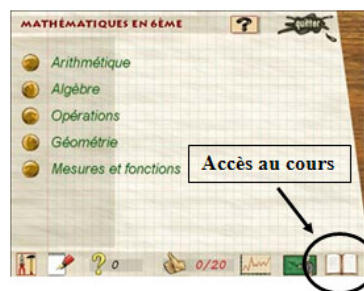 MATHÉMATIQUES EN 6ÈME
?
quitter
Arithmétique
Algèbre
Opérations
Géométrie
Mesures et fonctions
Accès au cours
? 0
0/20